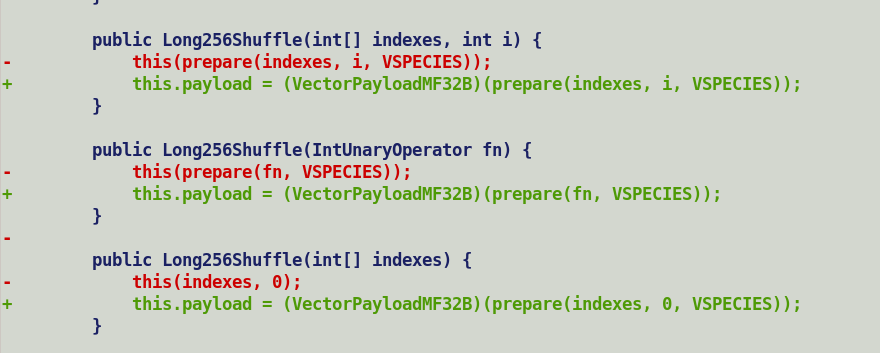 }
public Long256Shuffle(int[] indexes, int i) {
-            this(prepare(indexes, i, VSPECIES));
+            this.payload = (VectorPayloadMF32B)(prepare(indexes, i, VSPECIES));
}
public Long256Shuffle(IntUnaryOperator fn) {
-            this(prepare(fn, VSPECIES));
+            this.payload = (VectorPayloadMF32B)(prepare(fn, VSPECIES));
}
-
public Long256Shuffle(int[] indexes) {
-            this(indexes, 0);
+            this.payload = (VectorPayloadMF32B)(prepare(indexes, 0, VSPECIES));
}